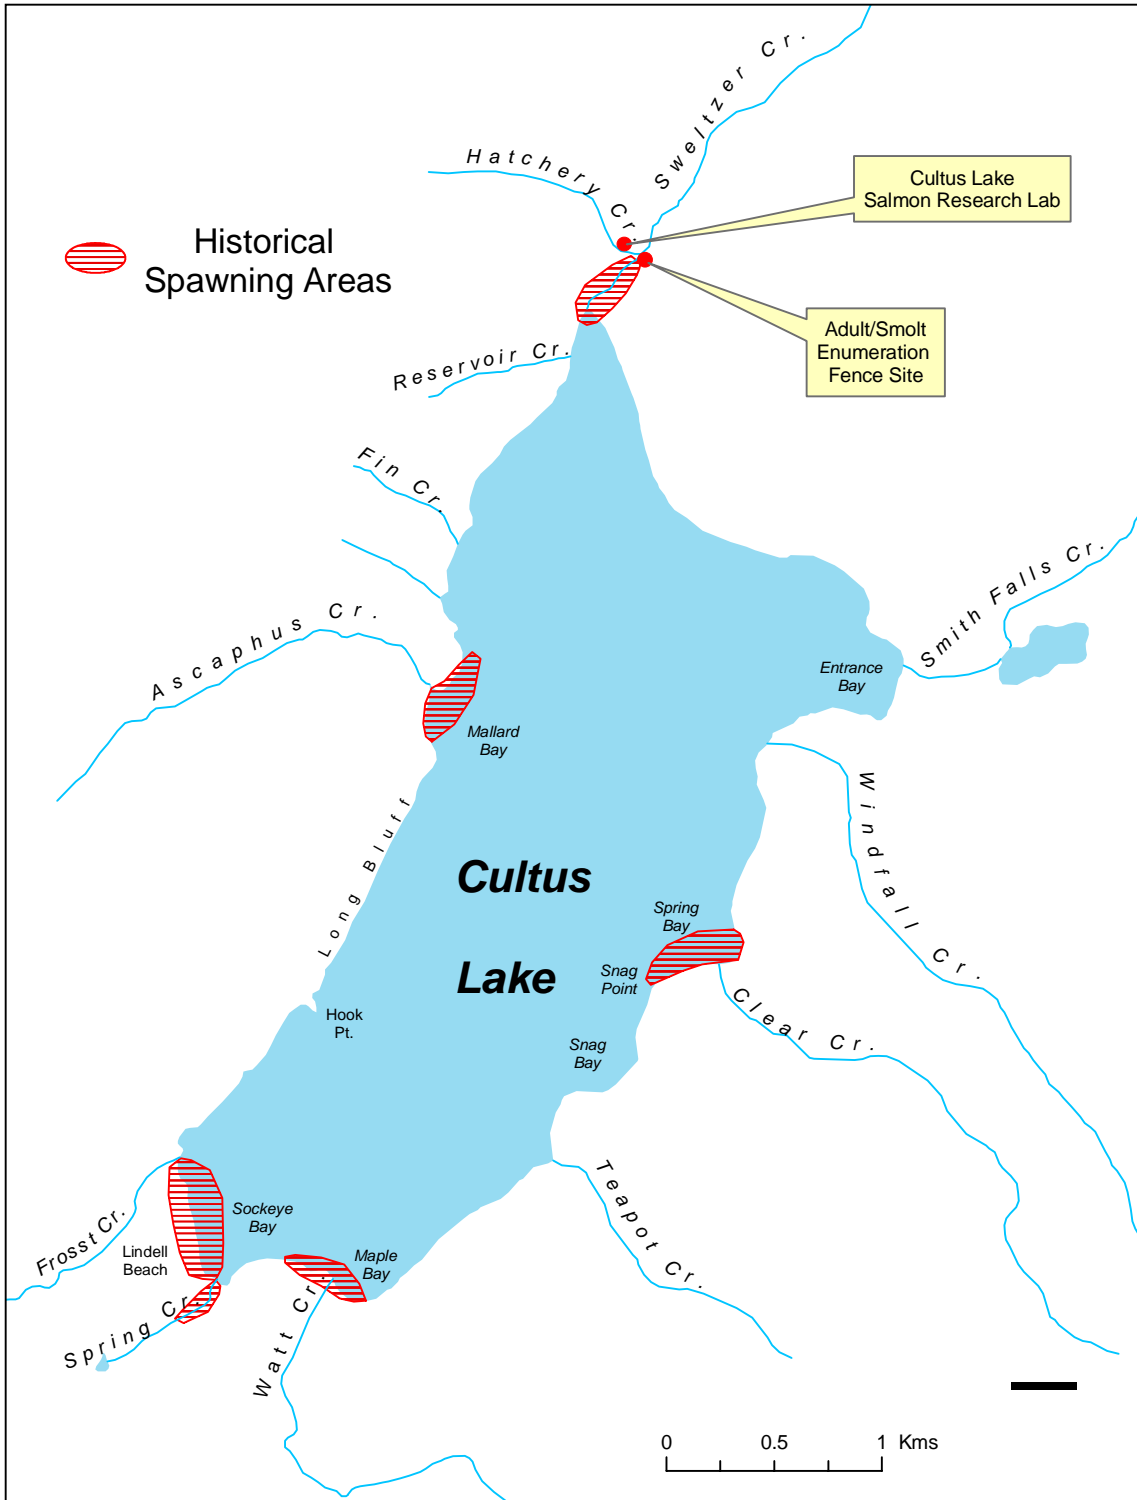 Sweltzer Cr.
Hatchery Cr.
Cultus Lake
Salmon Research Lab
Historical
Spawning Areas
Adult/Smolt
Enumeration
Fence Site
Reservoir Cr.
Fin Cr.
Smith Falls Cr.
Ascaphus Cr.
Entrance
Bay
Mallard
Bay
Long Bluff
Windfall Cr.
Cultus
Lake
Spring
Bay
Snag
Point
Clear Cr.
Hook
Pt.
Snag
Bay
Teapot Cr.
Sockeye
Bay
Frosst Cr.
Lindell
Beach
Maple
Bay
Spring Cr.
Watt Cr.
0 0.5 1 Kms